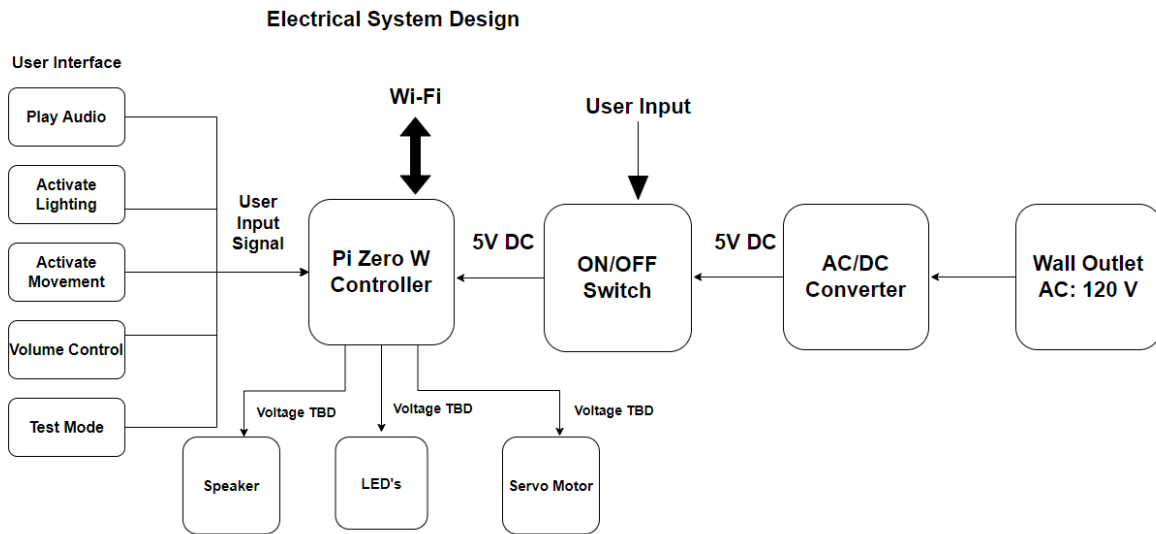 Electrical System Design
User Interface
Play Audio
Activate
Lighting
Activate
Movement
Volume Control
Test Mode
User
Input
Signal
Wi-Fi
Pi Zero W
Controller
5V DC
User Input
ON/OFF
Switch
5V DC
AC/DC
Converter
Wall Outlet
AC: 120 V
Voltage TBD
Voltage TBD
Voltage TBD
Speaker
LED's
Servo Motor